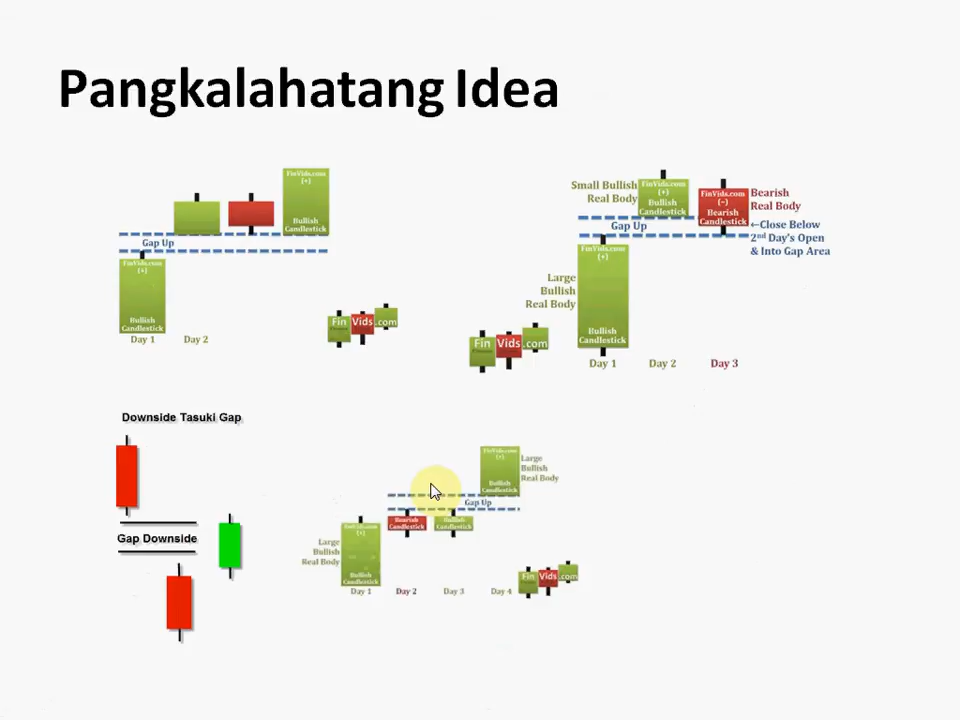 Pangkalahatang Idea
FinVids.com
(+)
Bullish
Candlestick
Gap Up
FinVids.com
(+)
Bullish
Candlestick
Day 1
Day 2
Fin Vids .com
Small Bullish
Real Body
FinVids.com
(+)
Bullish
Candlestick
FinVids.com
(−)
Bearish
Candlestick
Bearish
Real Body
Gap Up
←Close Below
2nd Day's Open
& Into Gap Area
FinVids.com
(+)
Large
Bullish
Real Body
Bullish
Candlestick
Fin Vids .com
Day 1
Day 2
Day 3
Downside Tasuki Gap
Gap Downside
FinVids.com
(+)
Bullish
Candlestick
Large
Bullish
Real Body
Gap Up
Bearish
Candlestick
Bullish
Candlestick
Large
Bullish
Real Body
Bullish
Candlestick
Day 1
Day 2
Day 3
Day 4
Fin Vids .com